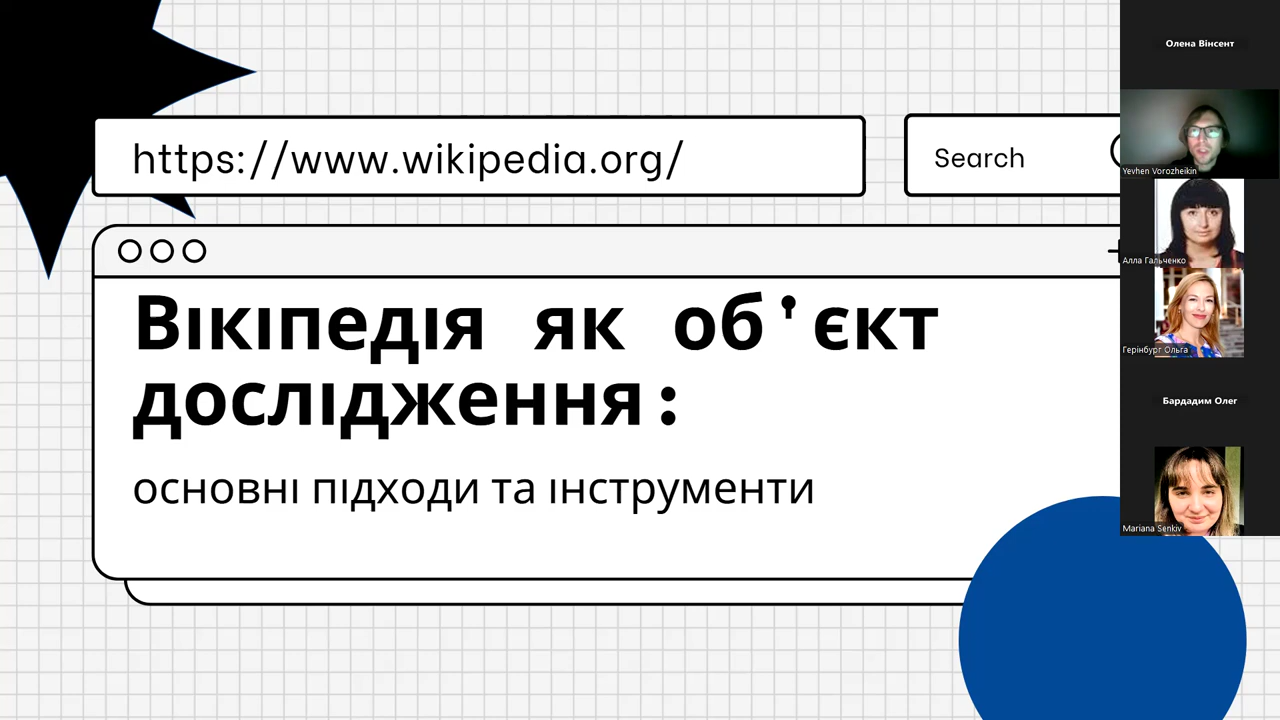 https://www.wikipedia.org/
Search
Вікіпедія як об'єкт
дослідження:
основні підходи та інструменти
Олена Вінсент
Yevhen Vorozheikin
Алла Гальченко
Герінбург Ольга
Бардадим Олег
Mariana Senkiv